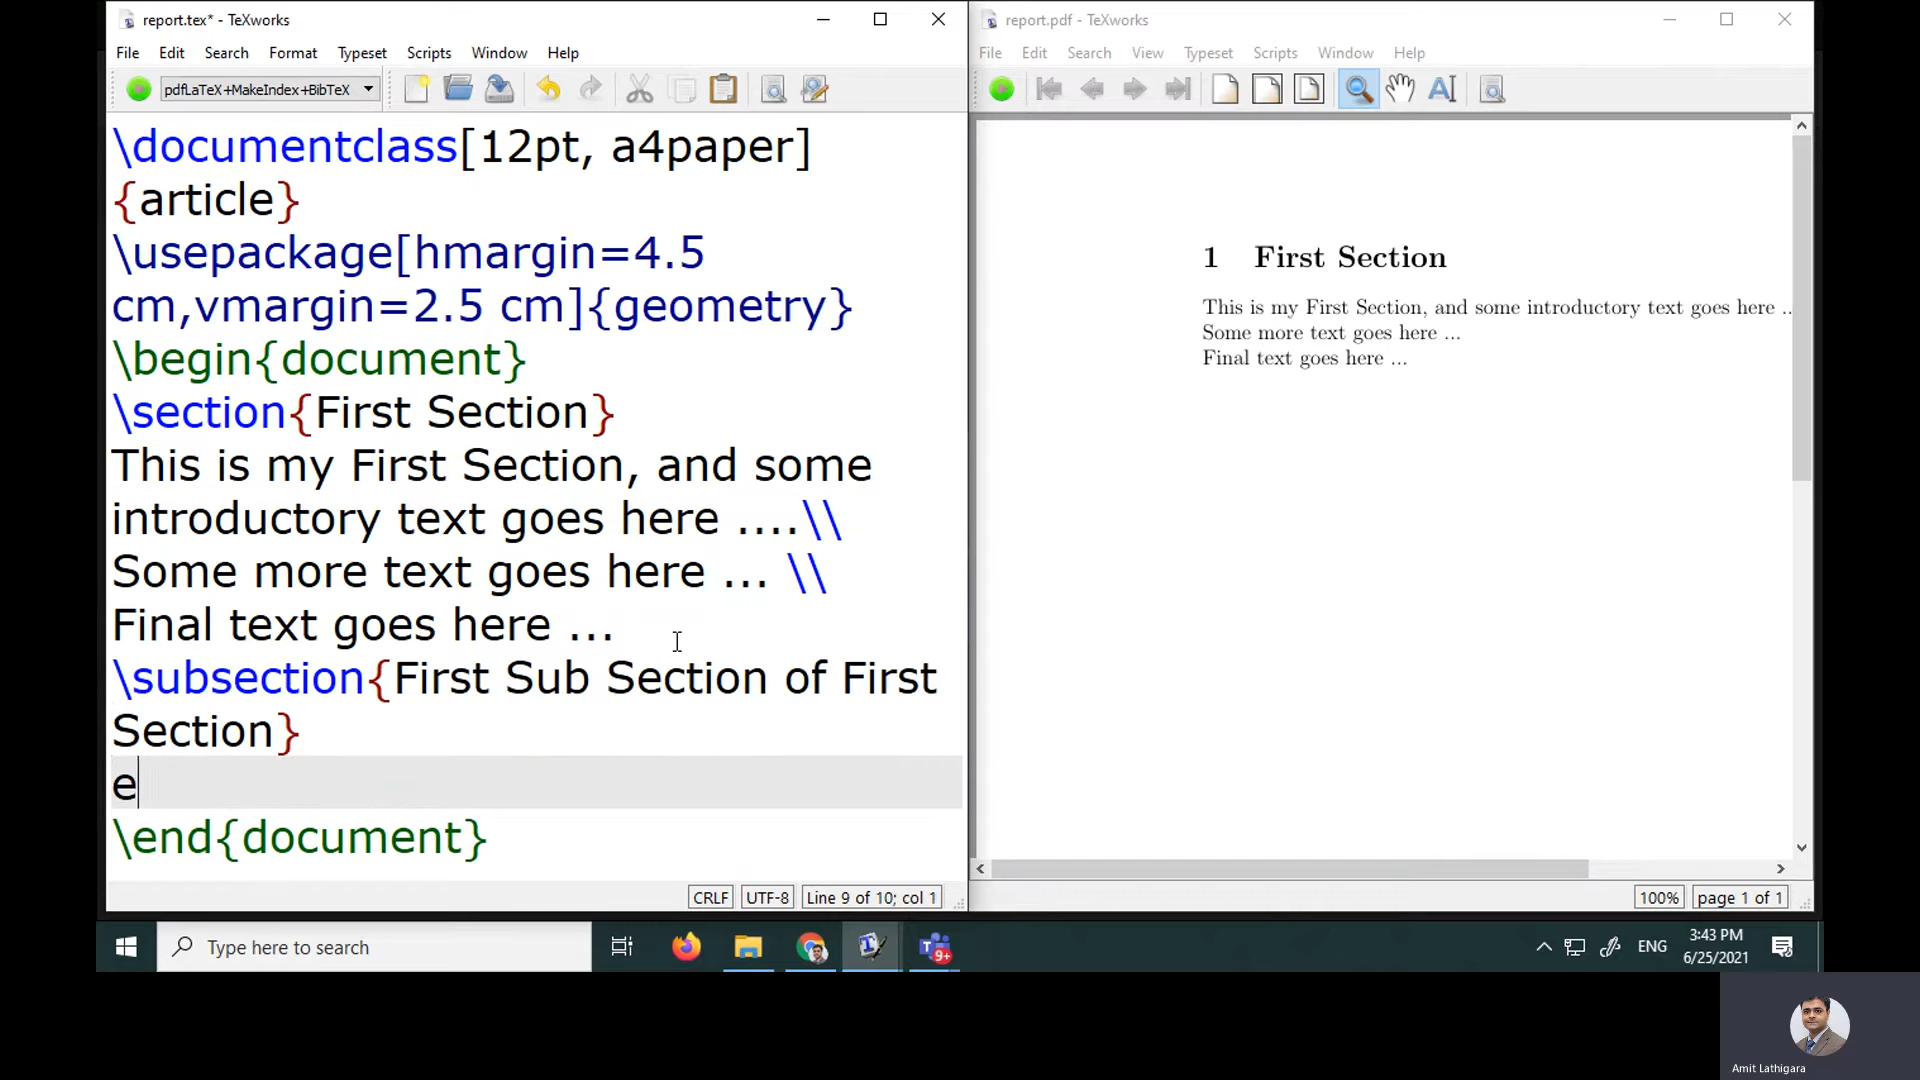 report.tex* - TeXworks
File Edit Search Format Typeset Scripts Window Help
pdfLaTeX+MakeIndex+BibTeX
\documentclass[12pt, a4paper]
{article}
\usepackage[hmargin=4.5
cm,vmargin=2.5 cm]{geometry}
\begin{document}
\section{First Section}
This is my First Section, and some
introductory text goes here ....\\
Some more text goes here ... \\
Final text goes here ...
\subsection{First Sub Section of First
Section}
e
\end{document}
CRLF UTF-8 Line 9 of 10; col 1
report.pdf - TeXworks
File Edit Search View Typeset Scripts Window Help
1 First Section
This is my First Section, and some introductory text goes here ..
Some more text goes here ...
Final text goes here ...
100% page 1 of 1
Type here to search
9+
ENG
3:43 PM
6/25/2021
Amit Lathigara